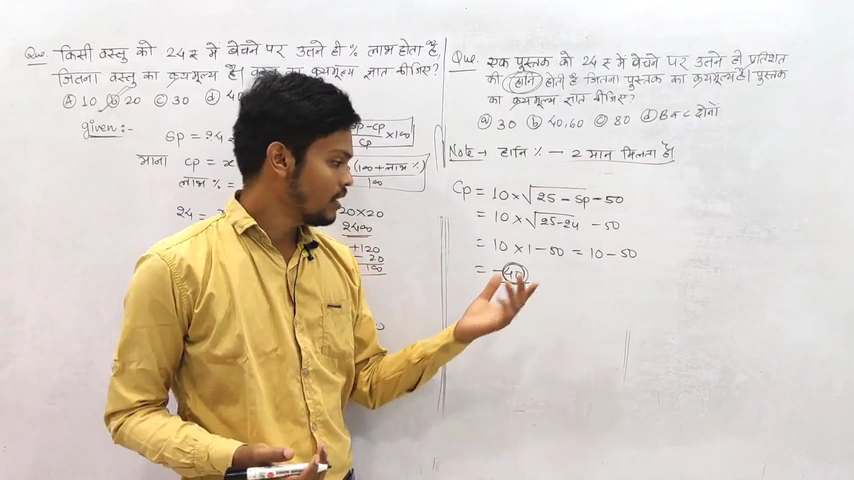 Que. किसी वस्तु को 24 रु मे बेचने पर उतने ही % लाभ होता है,
जितना वस्तु का क्रयमूल्य है। वस्तु का क्रयमूल्य ज्ञात कीजिए?
(A) 10 (b) 20 (c) 30 (d) 4
given :-
SP = 24
माना CP = x
लाभ % =
SP - CP
CP
×100
(100 + लाभ %)
100
24 =
20×20
2400
+120
- 20
100
Que. एक पुस्तक को 24 रु में बेचने पर उतने ही प्रतिशत
की हानि होती है जितना पुस्तक का क्रयमूल्य है। पुस्तक
का क्रयमूल्य ज्ञात कीजिए?
(a) 30 (b) 40,60 (c) 80 (d) B & C दोनों
Note → हानि % — 2 मान मिलता है।
CP = 10 × √25 - SP - 50
= 10 × √25-24 - 50
= 10 × 1 - 50 = 10 - 50
= - 40